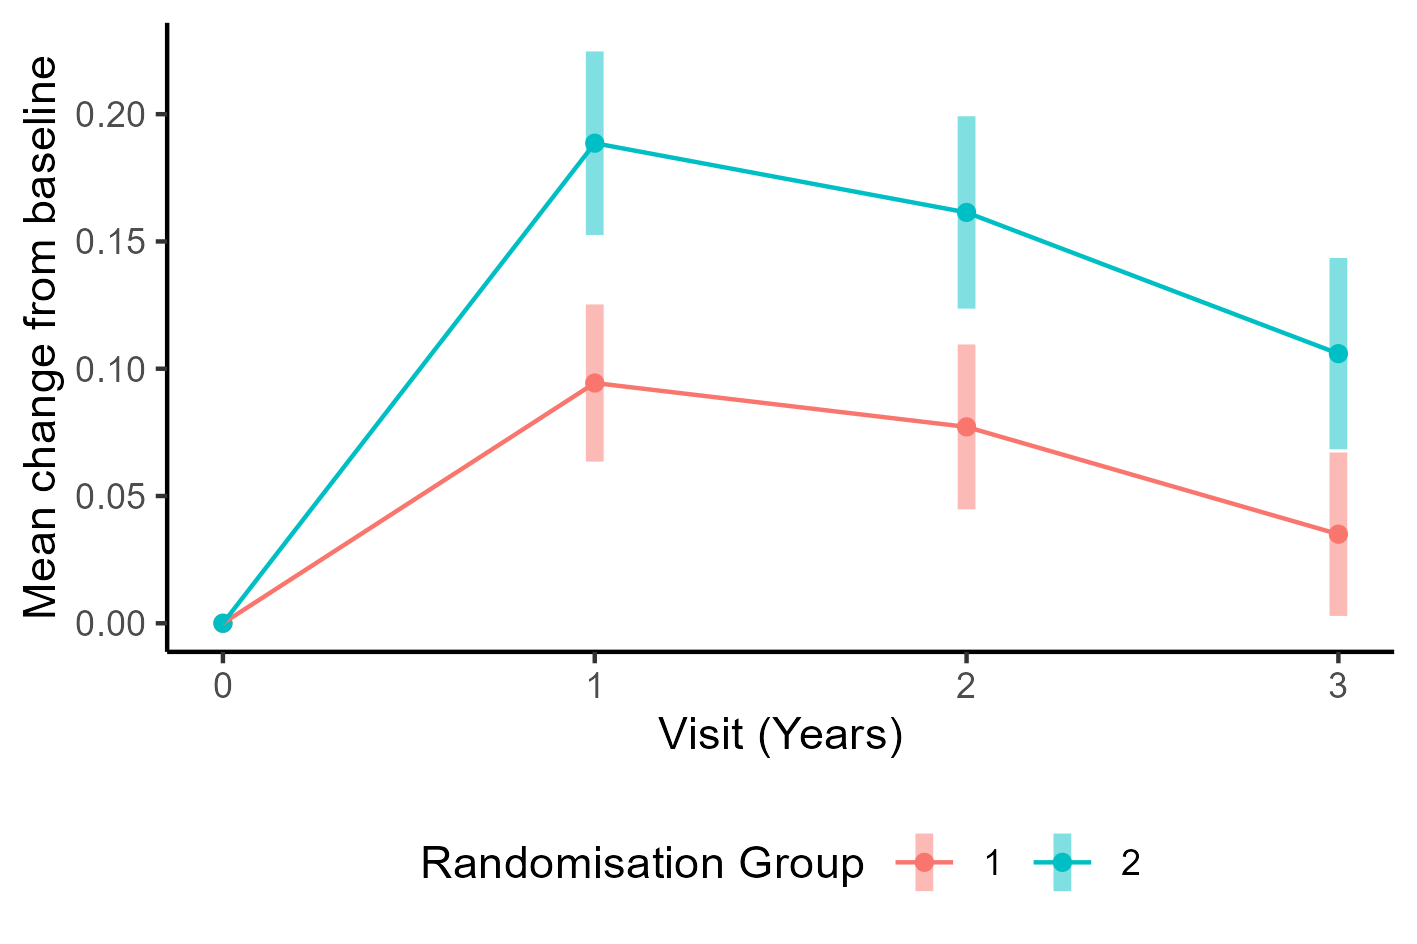 Mean change from baseline
0.20
0.15
0.10
0.05
0.00
0 1 2 3
Visit (Years)
Randomisation Group 1 2